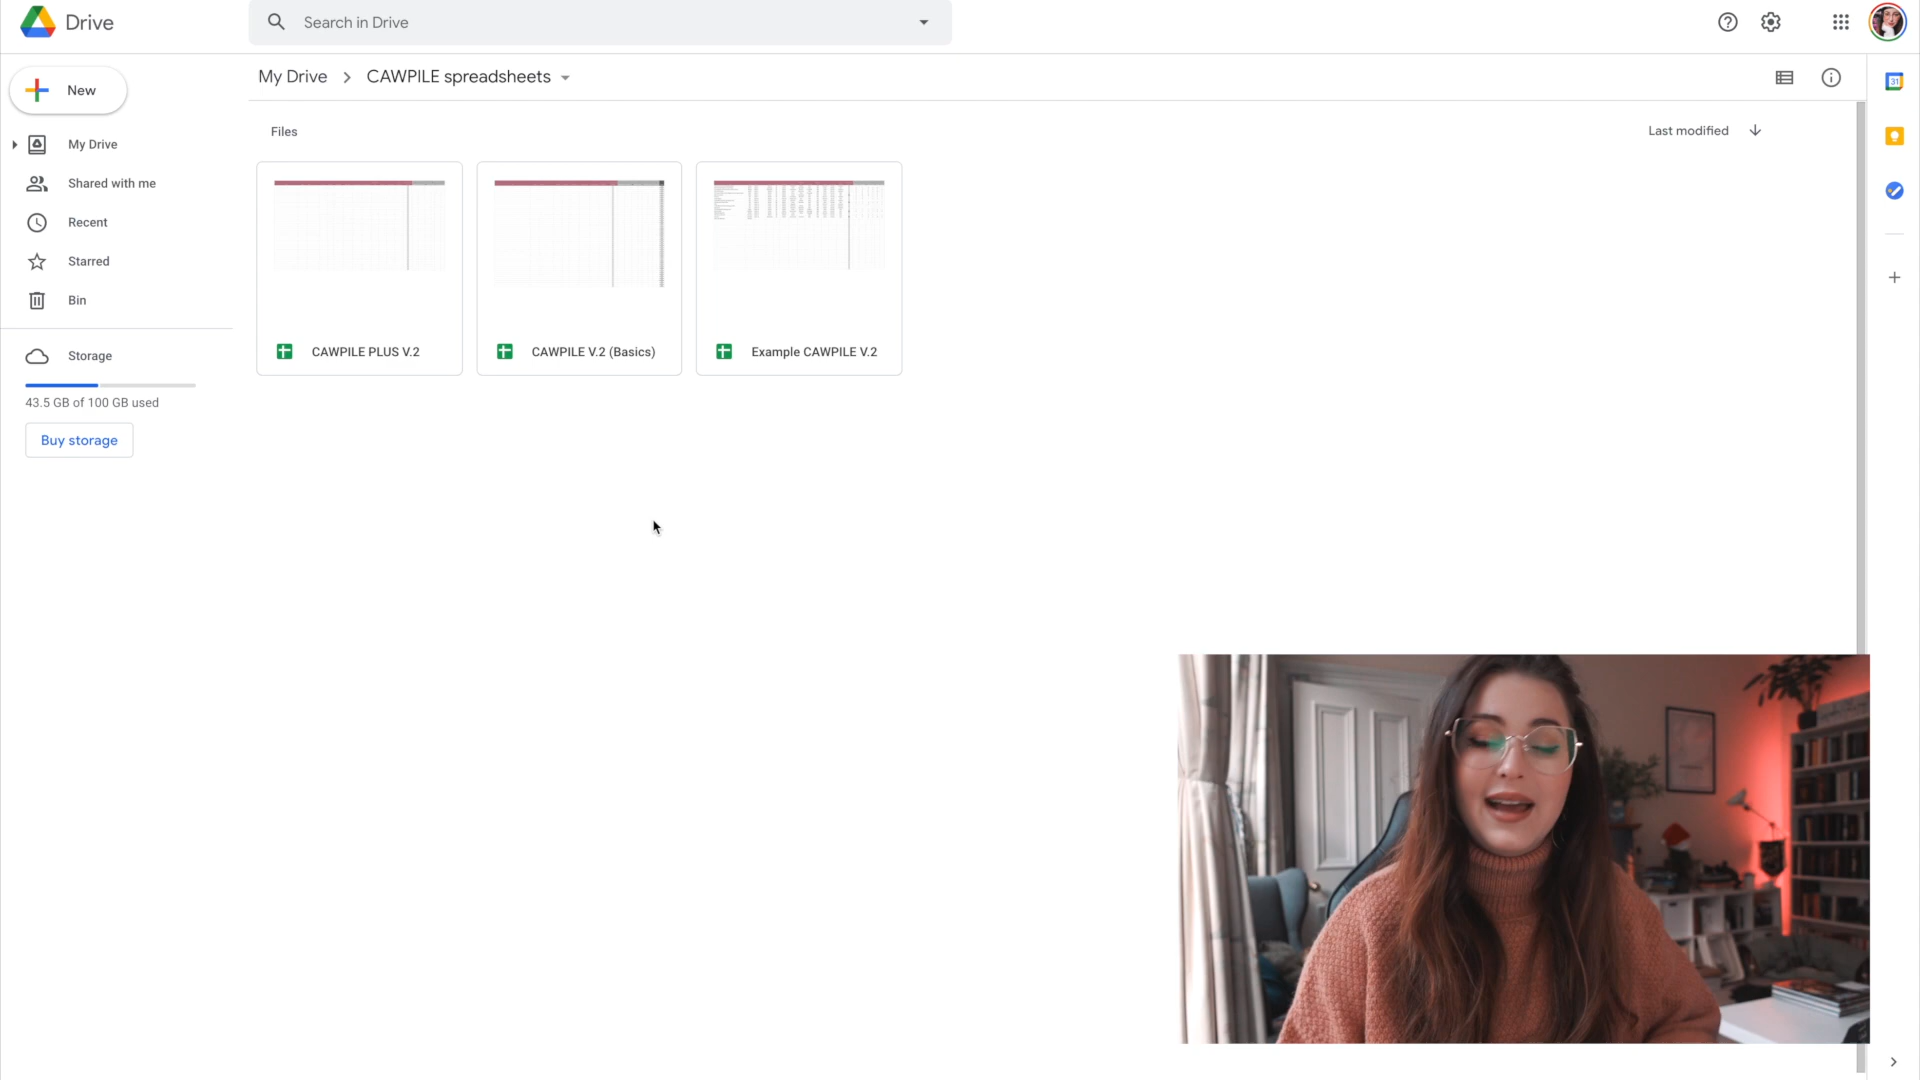 Drive
Search in Drive
New
My Drive
Shared with me
Recent
Starred
Bin
Storage
43.5 GB of 100 GB used
Buy storage
My Drive > CAWPILE spreadsheets
Files
Last modified
CAWPILE PLUS V.2
CAWPILE V.2 (Basics)
Example CAWPILE V.2
31